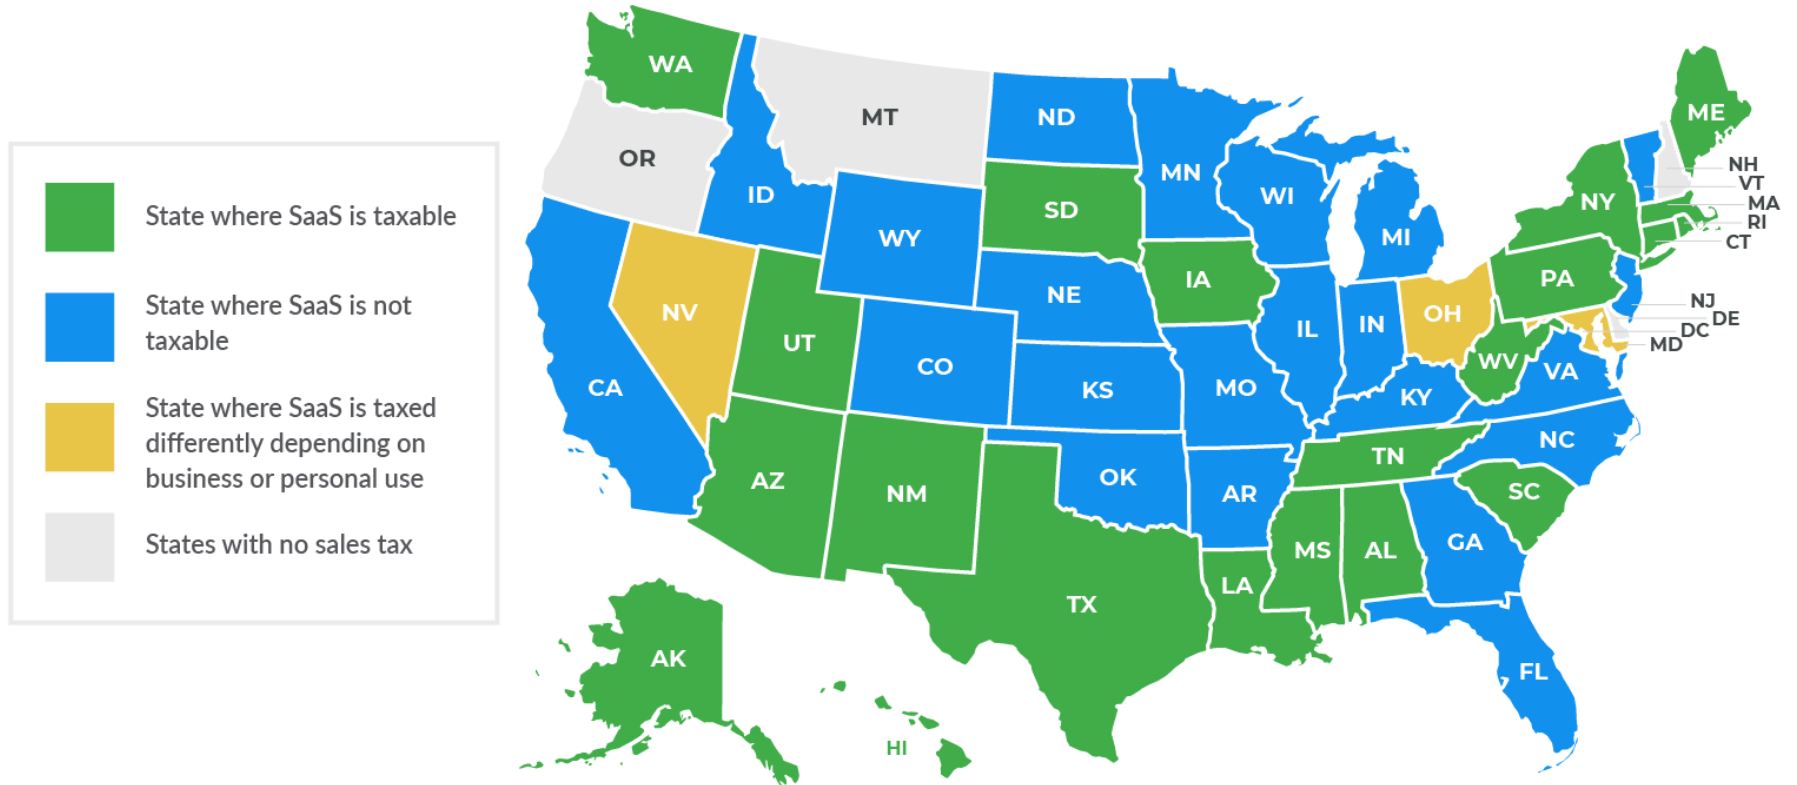 State where SaaS is taxable
State where SaaS is not
taxable
State where SaaS is taxed
differently depending on
business or personal use
States with no sales tax
WA
MT
ND
OR
ID
MN
ME
NH
VT
MA
RI
CT
NY
WI
MI
SD
WY
IA
PA
NE
NV
UT
CO
IL
IN
OH
NJ
DE
DC
MD
CA
KS
MO
KY
WV
VA
NC
TN
AZ
NM
OK
AR
SC
MS
AL
GA
LA
TX
AK
HI
FL